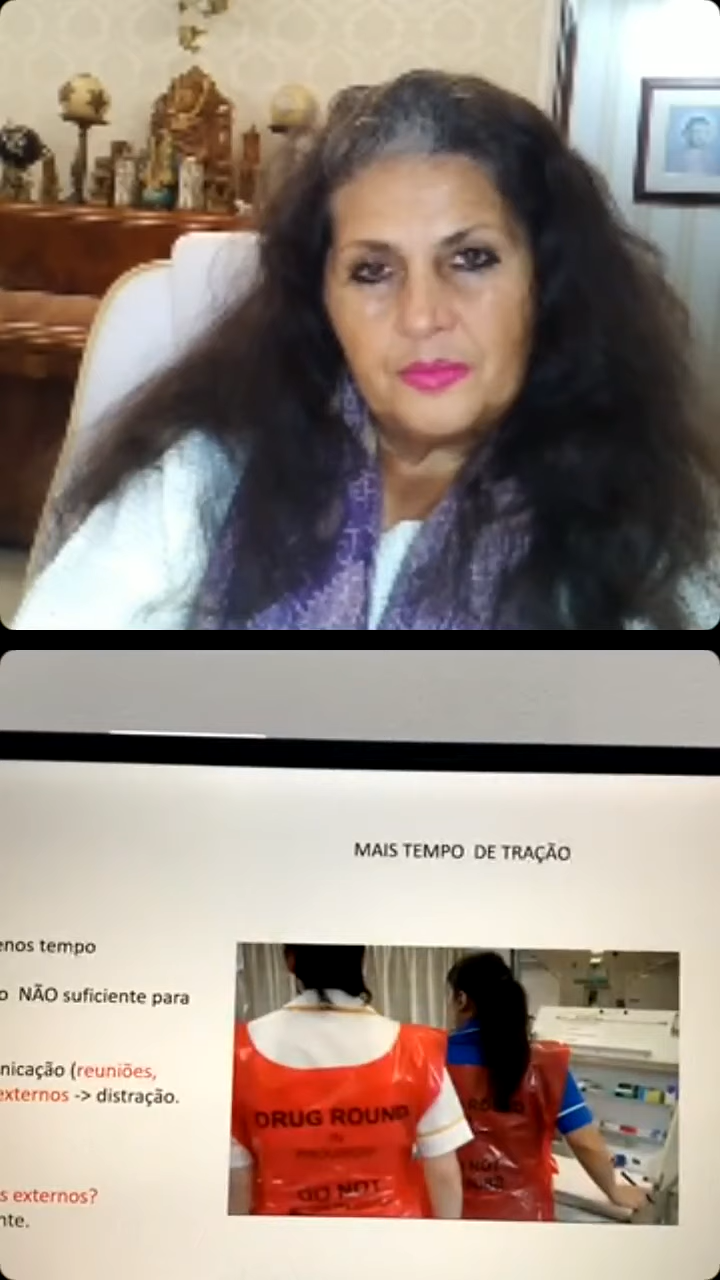 MAIS TEMPO DE TRAÇÃO
enos tempo
o NÃO suficiente para
nicação (reuniões,
externos -> distração.
s externos?
nte.
DRUG ROUND
IN
PROGRESS
DO NOT
ROUND
NOT